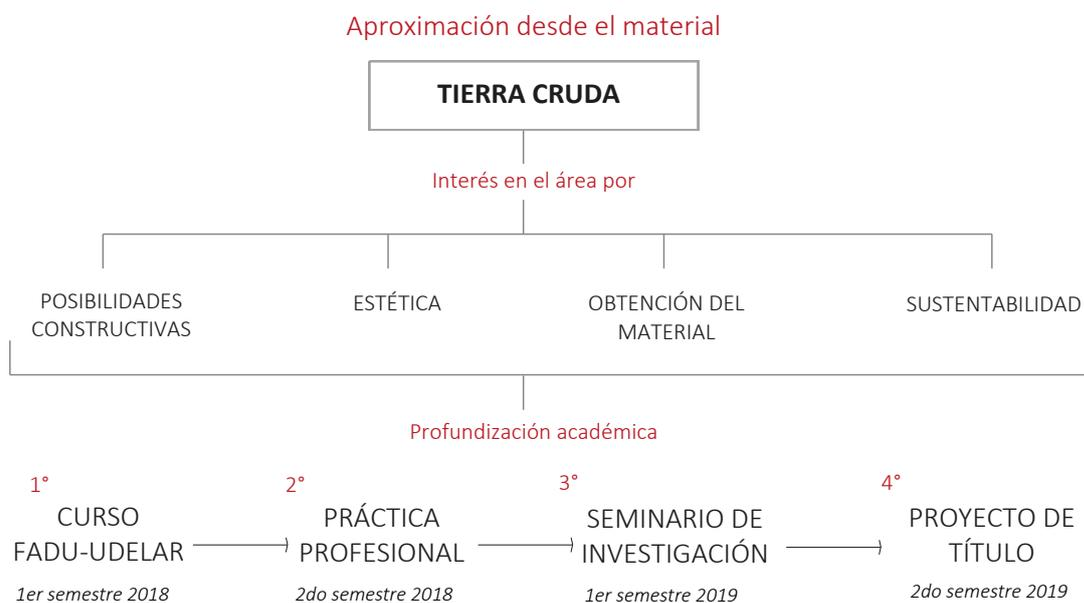 Aproximación desde el material
TIERRA CRUDA
Interés en el área por
POSIBILIDADES
CONSTRUCTIVAS
ESTÉTICA
OBTENCIÓN DEL
MATERIAL
SUSTENTABILIDAD
Profundización académica
1°
CURSO
FADU-UDELAR
1er semestre 2018
2°
PRÁCTICA
PROFESIONAL
2do semestre 2018
3°
SEMINARIO DE
INVESTIGACIÓN
1er semestre 2019
4°
PROYECTO DE
TÍTULO
2do semestre 2019